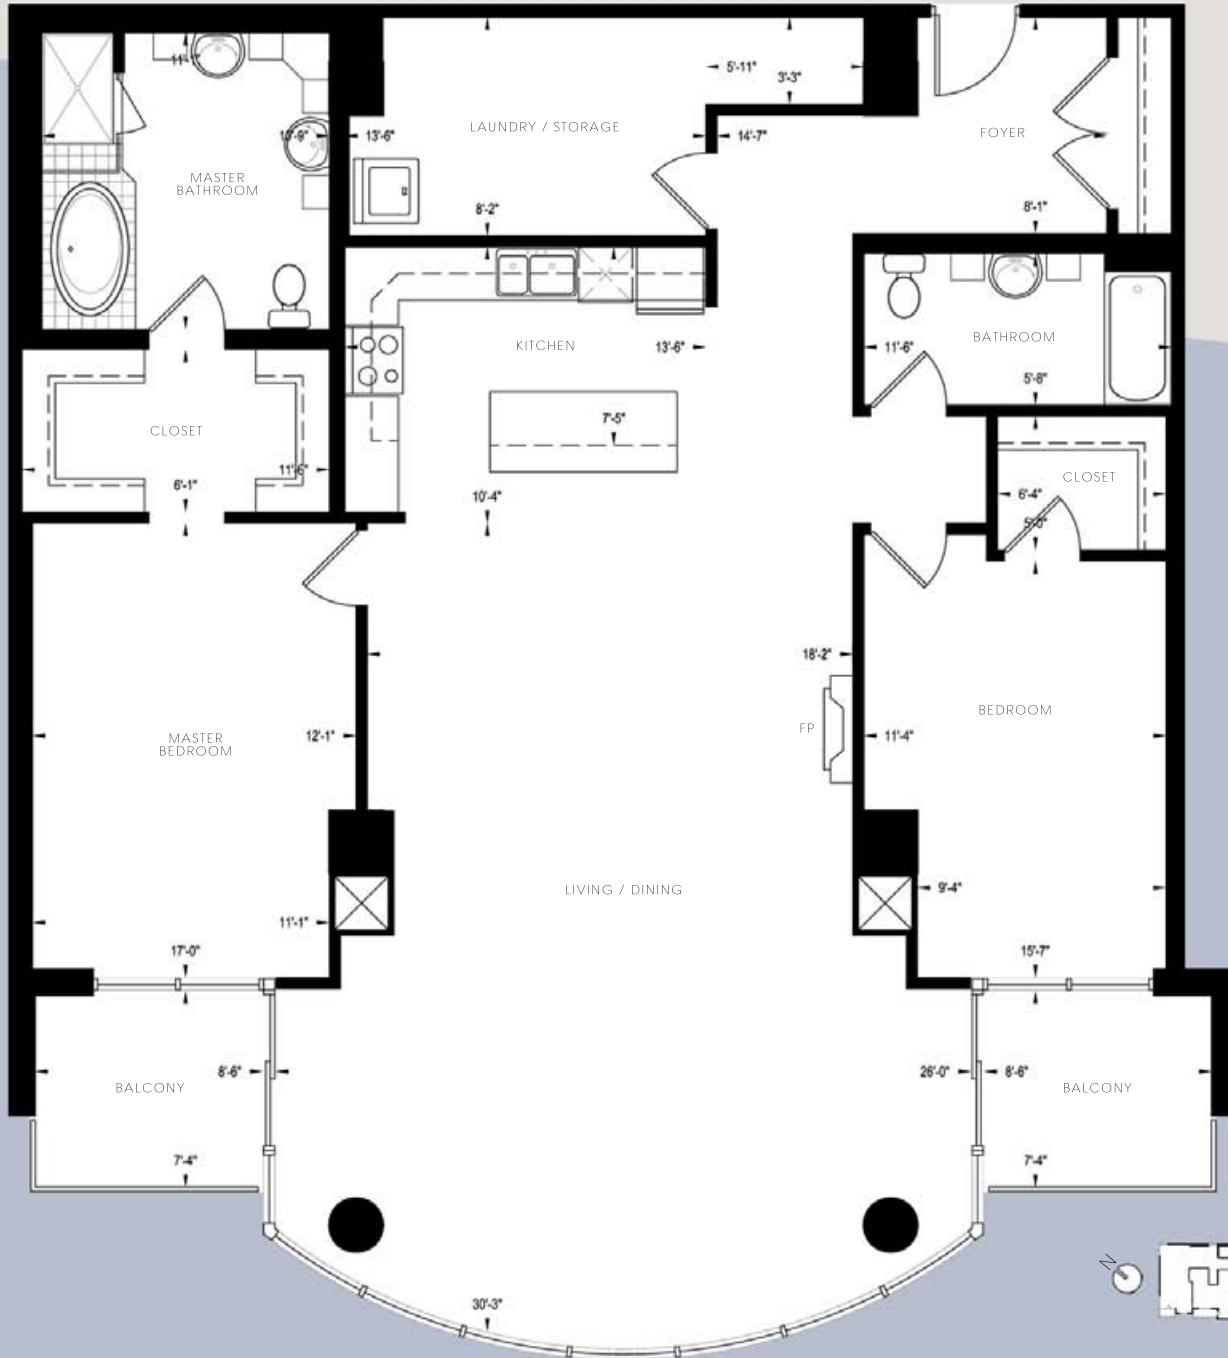 11'-1"
5'-11"
3'-3"
13'-9"
13'-6"
LAUNDRY / STORAGE
14'-7"
FOYER
MASTER
BATHROOM
8'-2"
8'-1"
KITCHEN
13'-6"
11'-6"
BATHROOM
5'-8"
7'-5"
CLOSET
11'-6"
6'-1"
10'-4"
CLOSET
6'-4"
5'-0"
18'-2"
BEDROOM
FP
MASTER
BEDROOM
12'-1"
11'-4"
LIVING / DINING
9'-4"
11'-1"
17'-0"
15'-7"
8'-6"
26'-0"
8'-6"
BALCONY
BALCONY
7'-4"
7'-4"
N
30'-3"